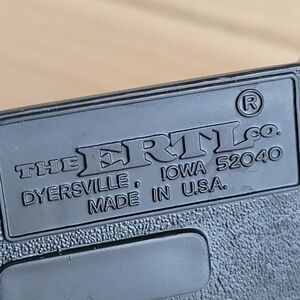 ®
THE ERTL CO.
DYERSVILLE, IOWA 52040
MADE IN U.S.A.